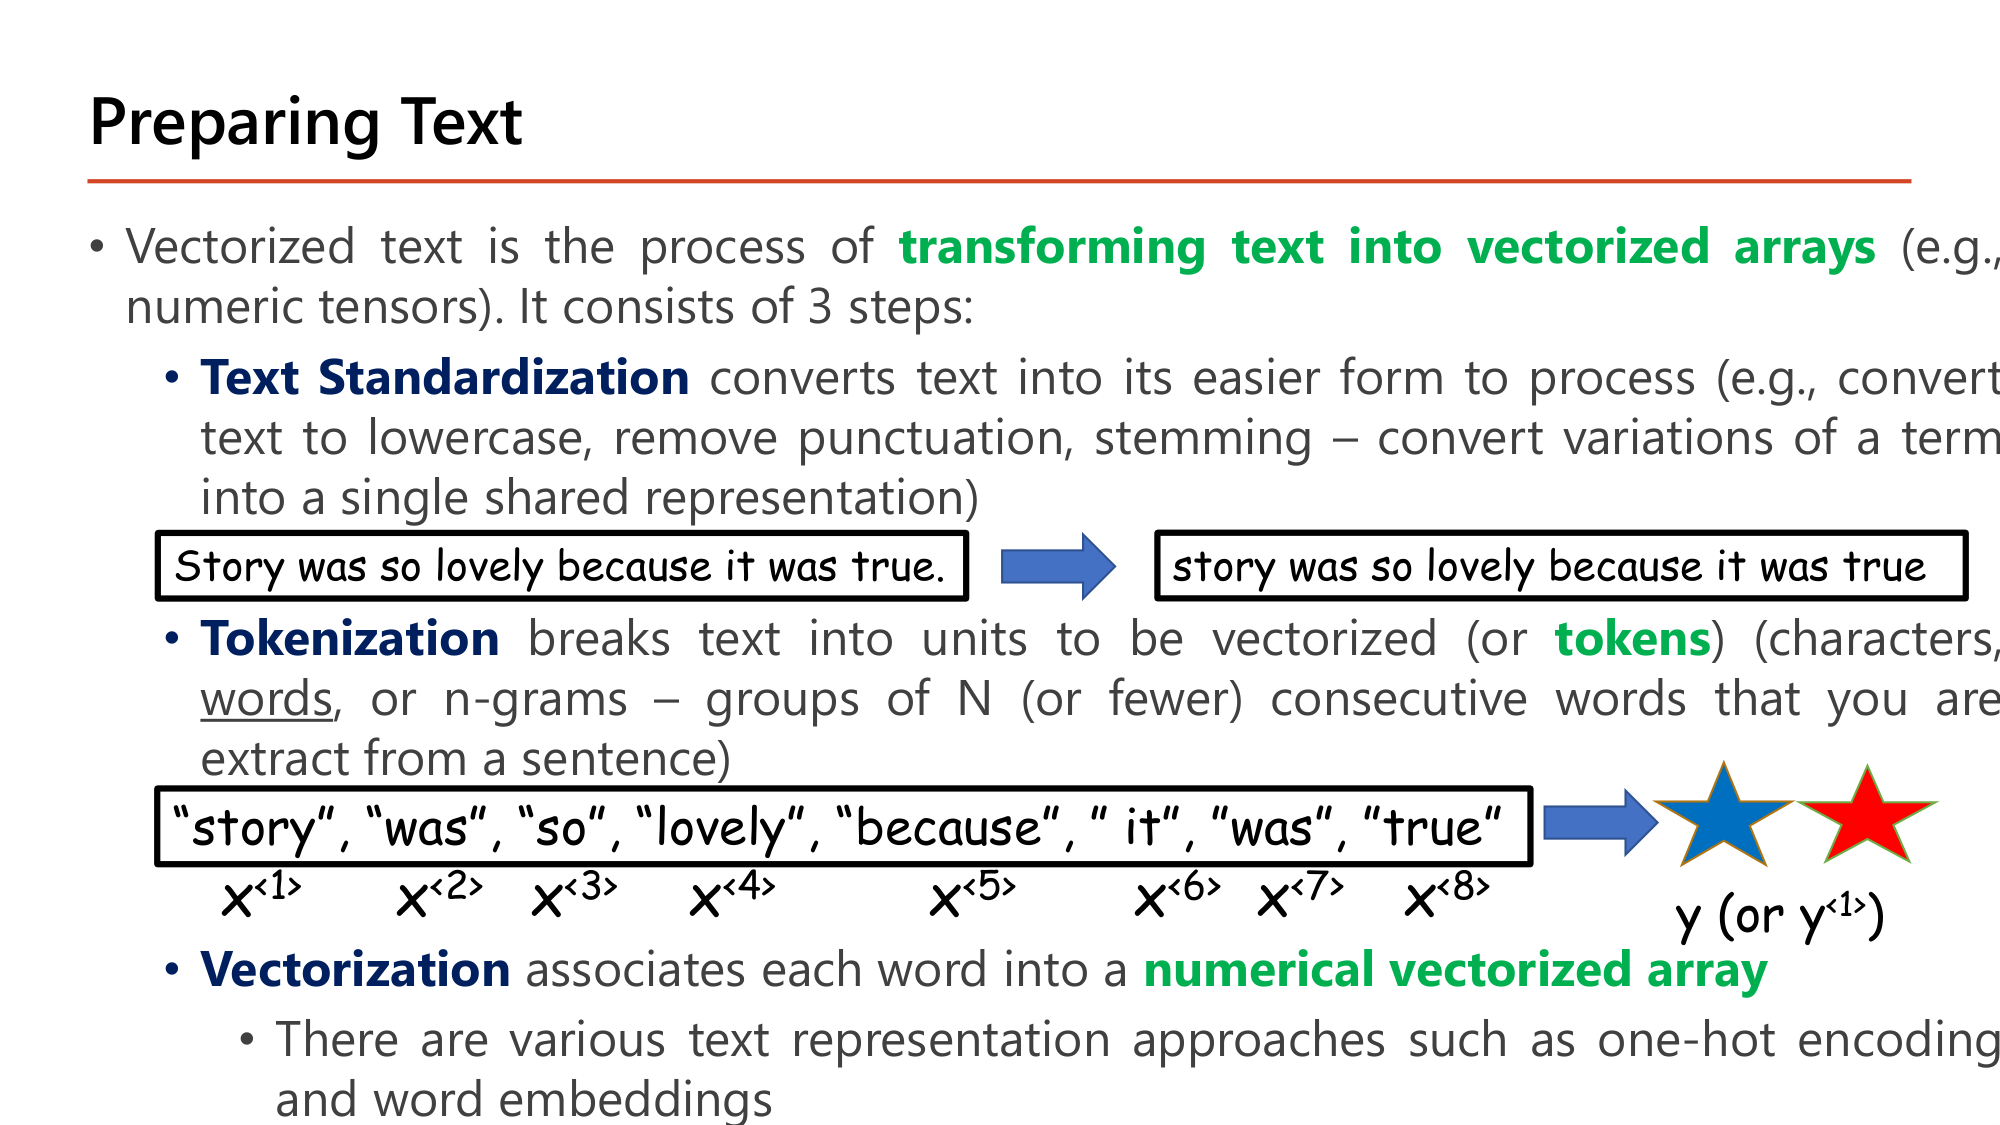 Preparing Text
• Vectorized text is the process of transforming text into vectorized arrays (e.g.,
numeric tensors). It consists of 3 steps:
• Text Standardization converts text into its easier form to process (e.g., convert
text to lowercase, remove punctuation, stemming – convert variations of a term
into a single shared representation)
Story was so lovely because it was true.
story was so lovely because it was true
• Tokenization breaks text into units to be vectorized (or tokens) (characters,
words, or n-grams – groups of N (or fewer) consecutive words that you are
extract from a sentence)
“story”, “was”, “so”, “lovely”, “because”, ” it”, ”was”, ”true”
x<1> x<2> x<3> x<4> x<5> x<6> x<7> x<8>
y (or y<1>)
• Vectorization associates each word into a numerical vectorized array
• There are various text representation approaches such as one-hot encoding
and word embeddings